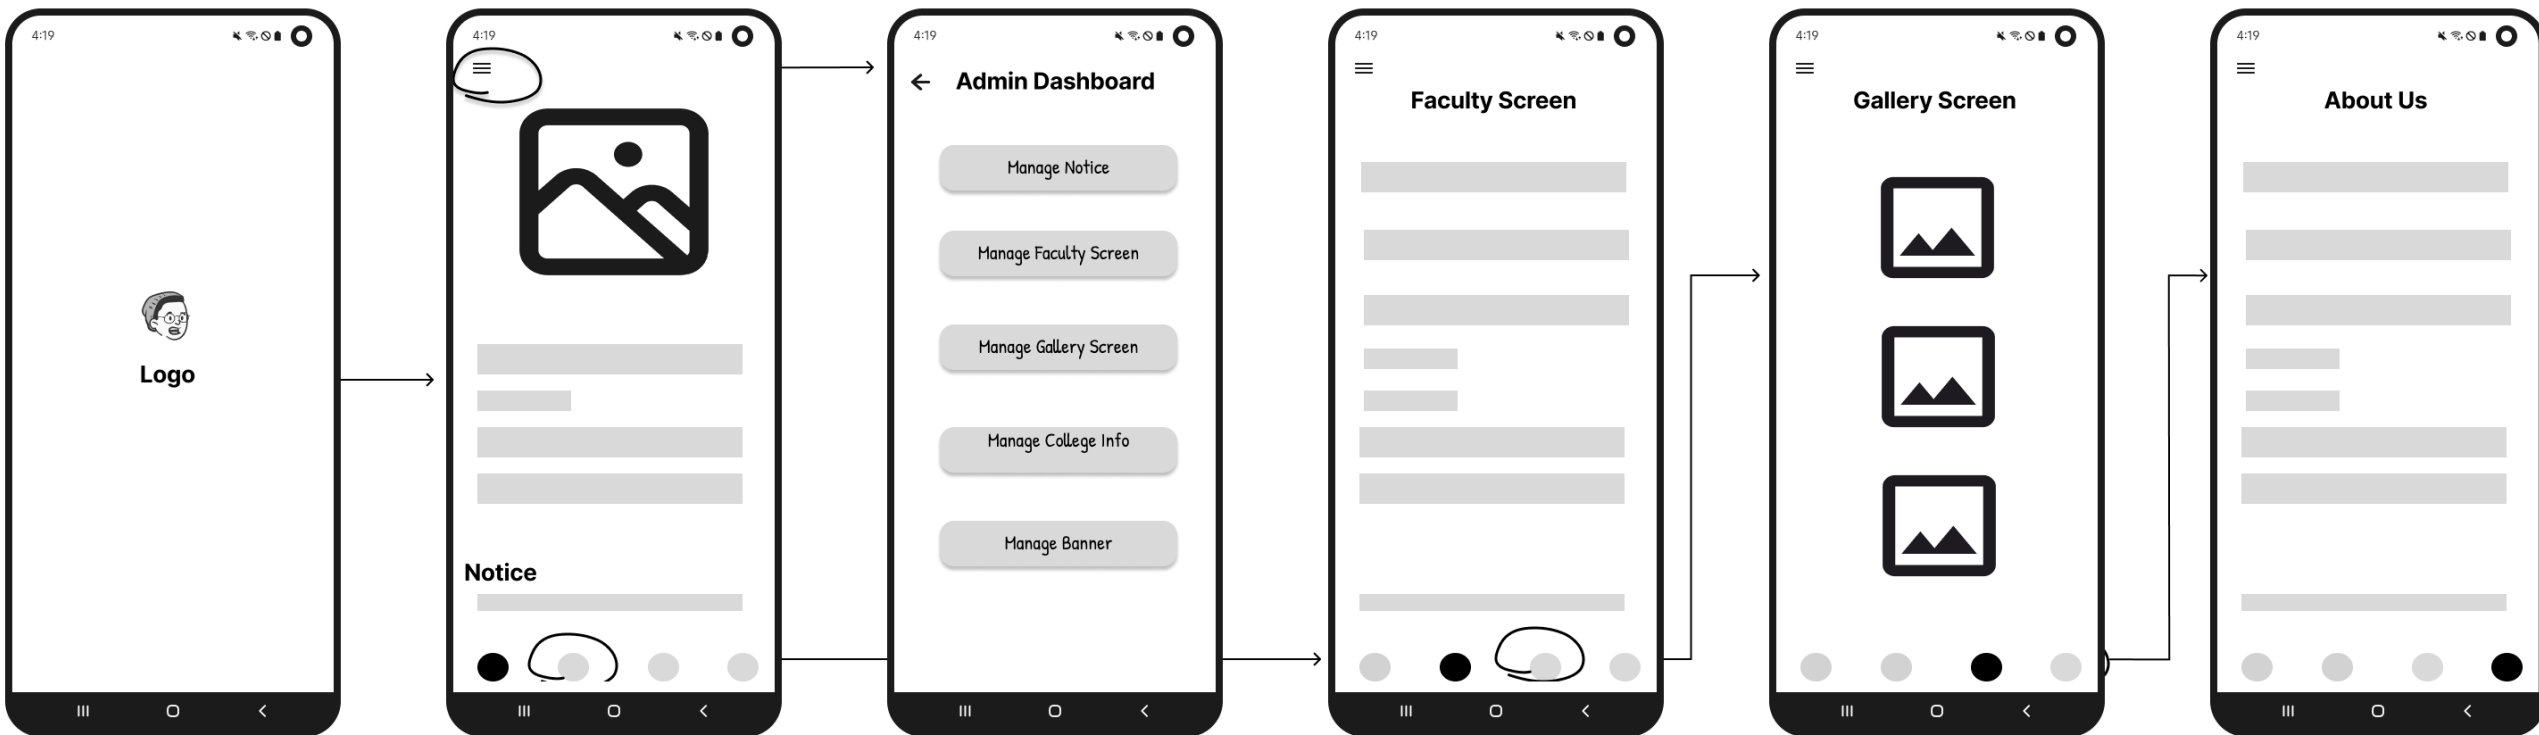 4:19
Logo
4:19
Notice
4:19
Admin Dashboard
Manage Notice
Manage Faculty Screen
Manage Gallery Screen
Manage College Info
Manage Banner
4:19
Faculty Screen
4:19
Gallery Screen
4:19
About Us